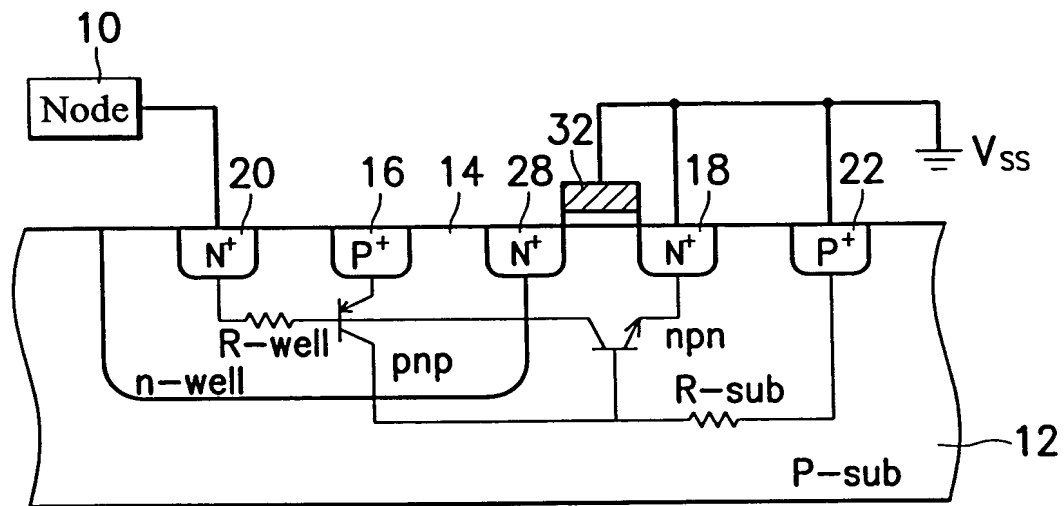 10
Node
32
V_SS
20
16
14
28
18
22
N+
P+
N+
N+
P+
R-well
pnp
npn
n-well
R-sub
12
P-sub